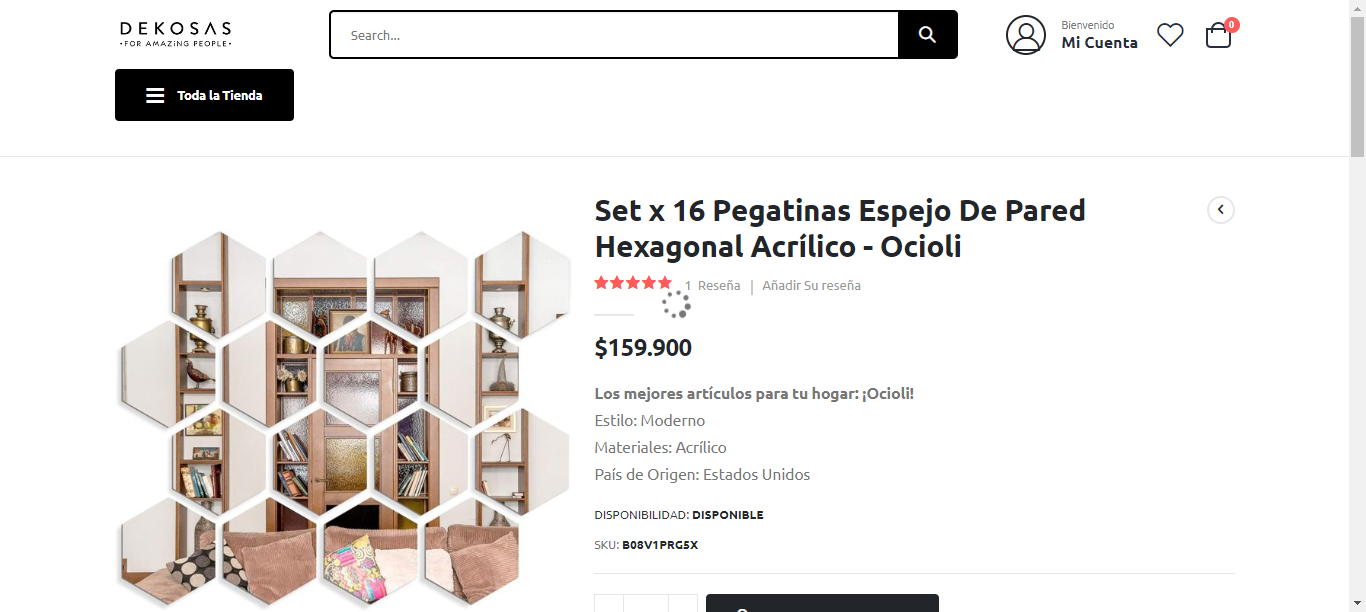 DEKOSAS
•FOR AMAZING PEOPLE•
Search...
Bienvenido
Mi Cuenta
0
Toda la Tienda
Set x 16 Pegatinas Espejo De Pared
Hexagonal Acrílico - Ocioli
1 Reseña | Añadir Su reseña
$159.900
Los mejores artículos para tu hogar: ¡Ocioli!
Estilo: Moderno
Materiales: Acrílico
País de Origen: Estados Unidos
DISPONIBILIDAD: DISPONIBLE
SKU: B08V1PRG5X